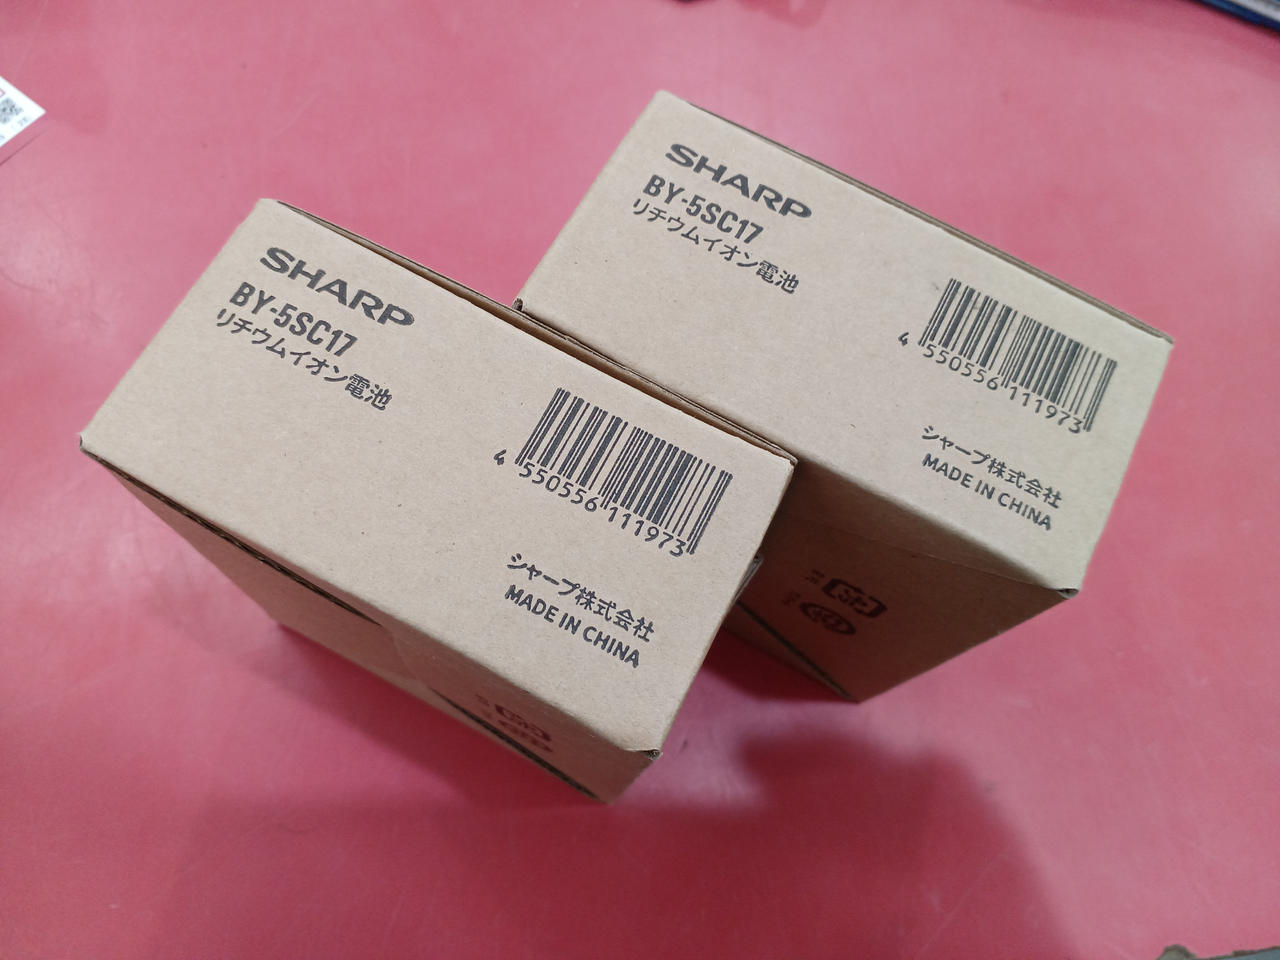 SHARP
BY-5SC17
リチウムイオン電池
4 550556 111973
シャープ株式会社
MADE IN CHINA
SHARP
BY-5SC17
リチウムイオン電池
4 550556 111973
シャープ株式会社
MADE IN CHINA